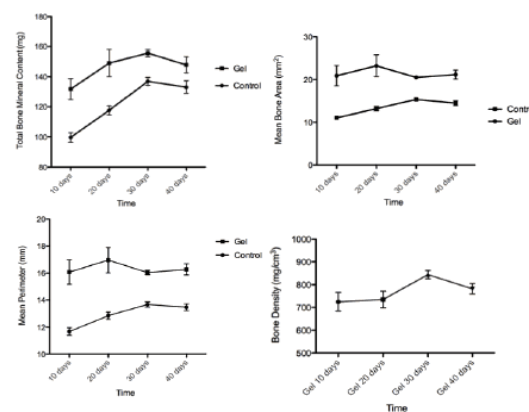 Total Bone Mineral Content(mg)
160
140
120
100
80
10 days
20 days
30 days
40 days
Time
Gel
Control
Mean Bone Area (mm²)
30
20
10
0
10 days
20 days
30 days
40 days
Time
Contr
Gel
Mean Perimeter (mm)
18
16
14
12
10
10 days
20 days
30 days
40 days
Time
Gel
Control
Bone Density (mg/cm³)
1000
900
800
700
600
500
Gel 10 days
Gel 20 days
Gel 30 days
Gel 40 days
Time